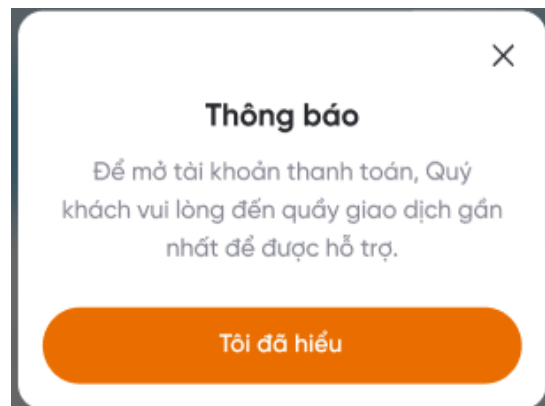 Thông báo
Để mở tài khoản thanh toán, Quý
khách vui lòng đến quầy giao dịch gần
nhất để được hỗ trợ.
Tôi đã hiểu